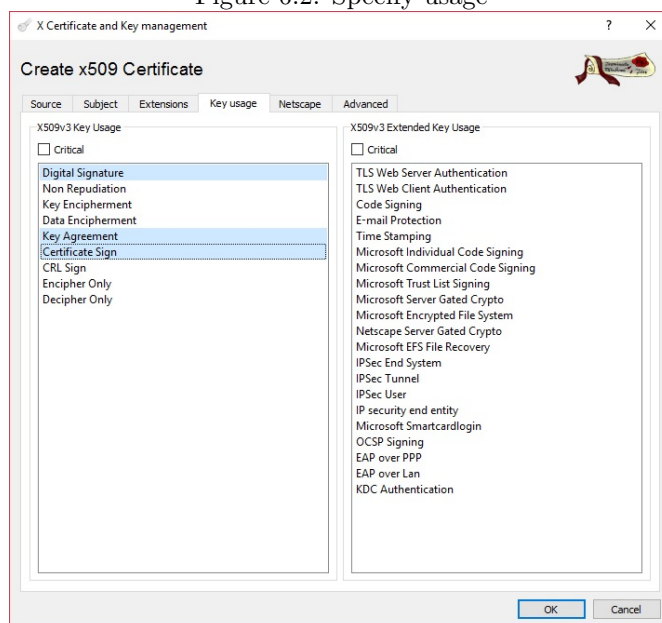 Figure 6.2: Specify usage
X Certificate and Key management
?
Create x509 Certificate
Source Subject Extensions Key usage Netscape Advanced
X509v3 Key Usage
Critical
Digital Signature
Non Repudiation
Key Encipherment
Data Encipherment
Key Agreement
Certificate Sign
CRL Sign
Encipher Only
Decipher Only
X509v3 Extended Key Usage
Critical
TLS Web Server Authentication
TLS Web Client Authentication
Code Signing
E-mail Protection
Time Stamping
Microsoft Individual Code Signing
Microsoft Commercial Code Signing
Microsoft Trust List Signing
Microsoft Server Gated Crypto
Microsoft Encrypted File System
Netscape Server Gated Crypto
Microsoft EFS File Recovery
IPSec End System
IPSec Tunnel
IPSec User
IP security end entity
Microsoft Smartcardlogin
OCSP Signing
EAP over PPP
EAP over Lan
KDC Authentication
OK Cancel